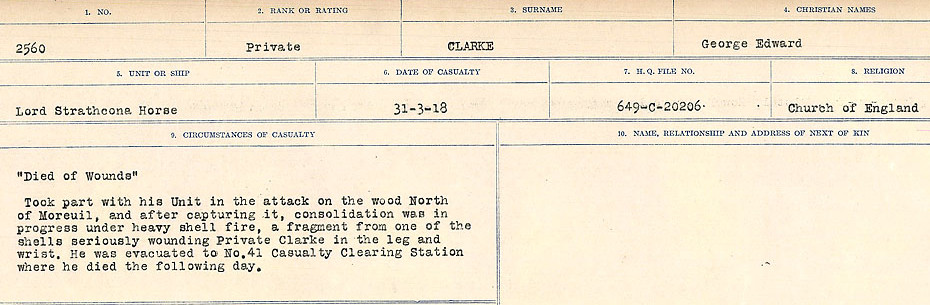 1. NO. 2. RANK OR RATING 3. SURNAME 4. CHRISTIAN NAMES
2560 Private CLARKE George Edward
5. UNIT OR SHIP 6. DATE OF CASUALTY 7. H. Q. FILE NO. 8. RELIGION
Lord Strathcona Horse 31-3-18 649-C-20206. Church of England
9. CIRCUMSTANCES OF CASUALTY 10. NAME, RELATIONSHIP AND ADDRESS OF NEXT OF KIN
"Died of Wounds"
Took part with his Unit in the attack on the wood North
of Moreuil, and after capturing it, consolidation was in
progress under heavy shell fire, a fragment from one of the
shells seriously wounding Private Clarke in the leg and
wrist. He was evacuated to No.41 Casualty Clearing Station
where he died the following day.